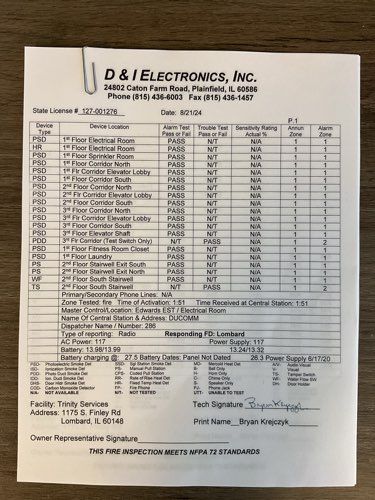 D & I ELECTRONICS, INC.
24802 Caton Farm Road, Plainfield, IL 60586
Phone (815) 436-6003 Fax (815) 436-1457
State License # 127-001276 Date: 8/21/24
P.1
Device Type Device Location Alarm Test Pass or Fail Trouble Test Pass or Fail Sensitivity Rating Actual % Annun Zone Alarm Zone
PSD 1st Floor Electrical Room PASS N/T N/A 1 1
HR 1st Floor Electrical Room PASS N/T N/A 1 1
PSD 1st Floor Sprinkler Room PASS N/T N/A 1 1
PSD 1st Floor Corridor North PASS N/T N/A 1 1
PSD 1st Flr Corridor Elevator Lobby PASS N/T N/A 1 1
PSD 1st Floor Corridor South PASS N/T N/A 1 1
PSD 2nd Floor Corridor North PASS N/T N/A 1 1
PSD 2nd Flr Corridor Elevator Lobby PASS N/T N/A 1 1
PSD 2nd Floor Corridor South PASS N/T N/A 1 1
PSD 3rd Floor Corridor North PASS N/T N/A 1 1
PSD 3rd Flr Corridor Elevator Lobby PASS N/T N/A 1 1
PSD 3rd Floor Corridor South PASS N/T N/A 1 1
PSD 3rd Floor Elevator Shaft PASS N/T N/A 1 1
PDD 3rd Flr Corridor (Test Switch Only) N/T PASS N/A 1 2
PSD 1st Floor Fitness Room Closet PASS N/T N/A 1 1
PSD 1st Floor Laundry PASS N/T N/A 1 1
PS 2nd Floor Stairwell Exit South PASS N/T N/A 1 1
PS 2nd Floor Stairwell Exit North PASS N/T N/A 1 1
WF 2nd Floor South Stairwell PASS N/T N/A 1 1
TS 2nd Floor South Stairwell N/T PASS N/A 1 2
Primary/Secondary Phone Lines: N/A
Zone Tested: fire Time of Activation: 1:51 Time Received at Central Station: 1:51
Master Control/Location: Edwards EST / Electrical Room
Name Of Central Station & Address: DUCOMM
Dispatcher Name / Number: 286
Type of reporting: Radio Responding FD: Lombard
AC Power: 117 Power Supply: 117
Battery: 13.98/13.99 13.24/13.32
Battery charging @ 27.5 Batteries Dates: Panel Not Dated 26.3 Power Supply 6/17/20
N/A- NOT AVAILABLE N/T- NOT TESTED UTT- UNABLE TO TEST
Facility: Trinity Services Tech Signature
Address: 1175 S. Finley Rd Print Name Bryan Krejczyk
Lombard, IL 60148
Owner Representative Signature
THIS FIRE INSPECTION MEETS NFPA 72 STANDARDS